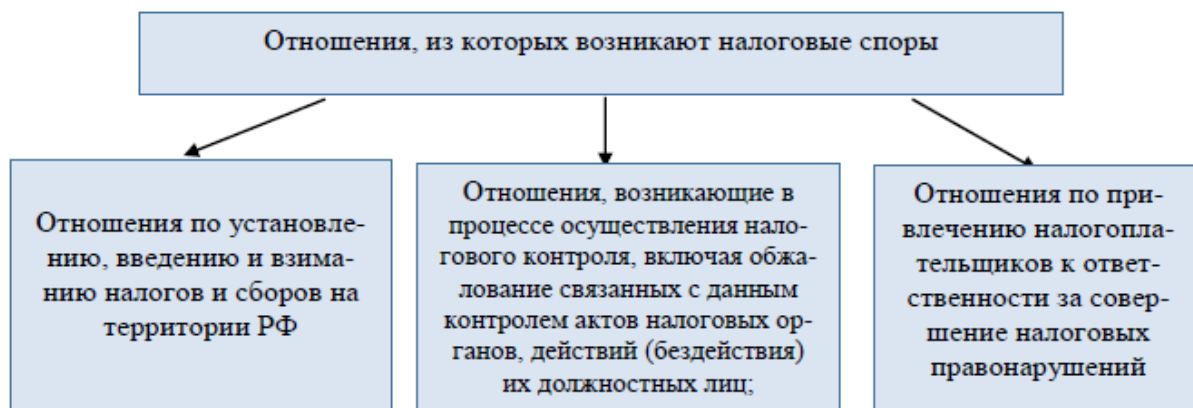 Отношения, из которых возникают налоговые споры
Отношения по установле-
нию, введению и взима-
нию налогов и сборов на
территории РФ
Отношения, возникающие в
процессе осуществления нало-
гового контроля, включая обжа-
лование связанных с данным
контролем актов налоговых ор-
ганов, действий (бездействия)
их должностных лиц;
Отношения по при-
влечению налогопла-
тельщиков к ответ-
ственности за совер-
шение налоговых
правонарушений